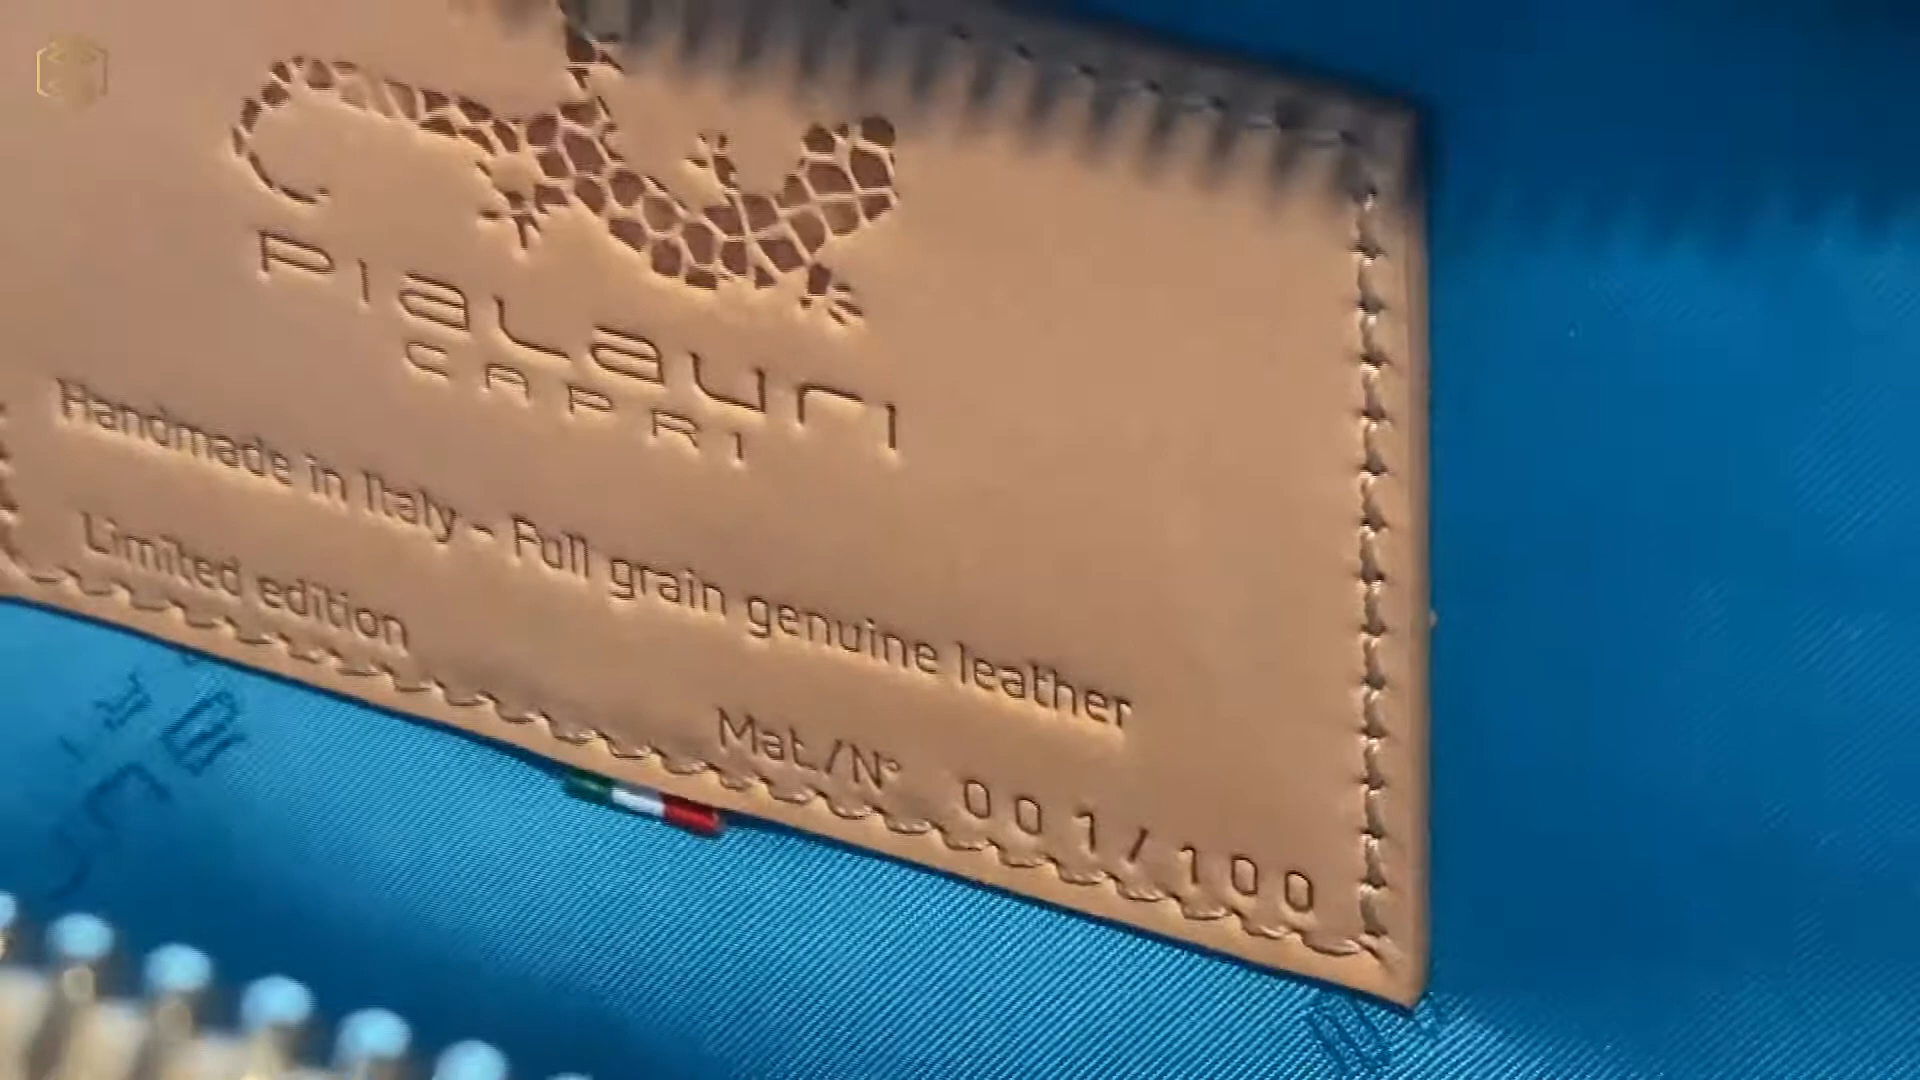 PIALAURI
CAPRI
Handmade in Italy - Full grain genuine leather
Limited edition
Mat./N° 001/100